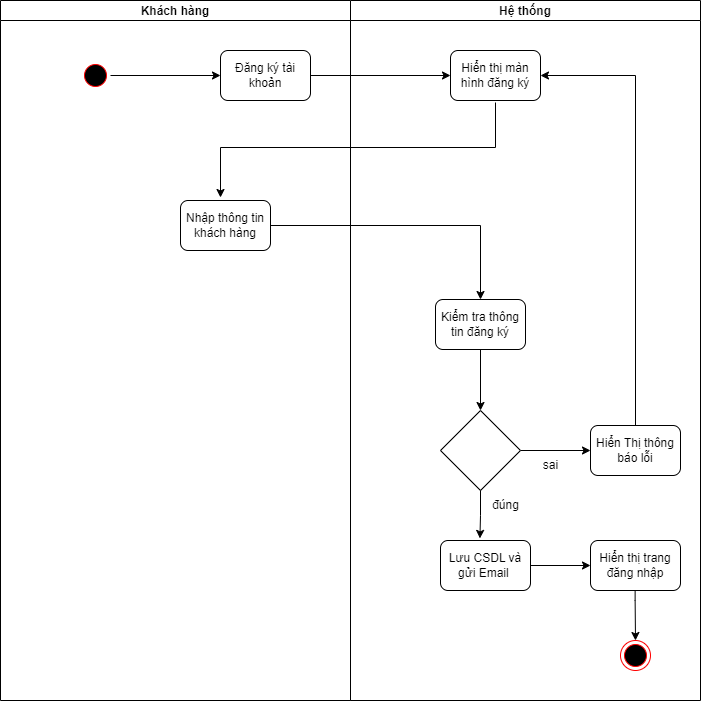 Khách hàng
Hệ thống
Đăng ký tài
khoản
Hiển thị màn
hình đăng ký
Nhập thông tin
khách hàng
Kiểm tra thông
tin đăng ký
sai
Hiển Thị thông
báo lỗi
đúng
Lưu CSDL và
gửi Email
Hiển thị trang
đăng nhập